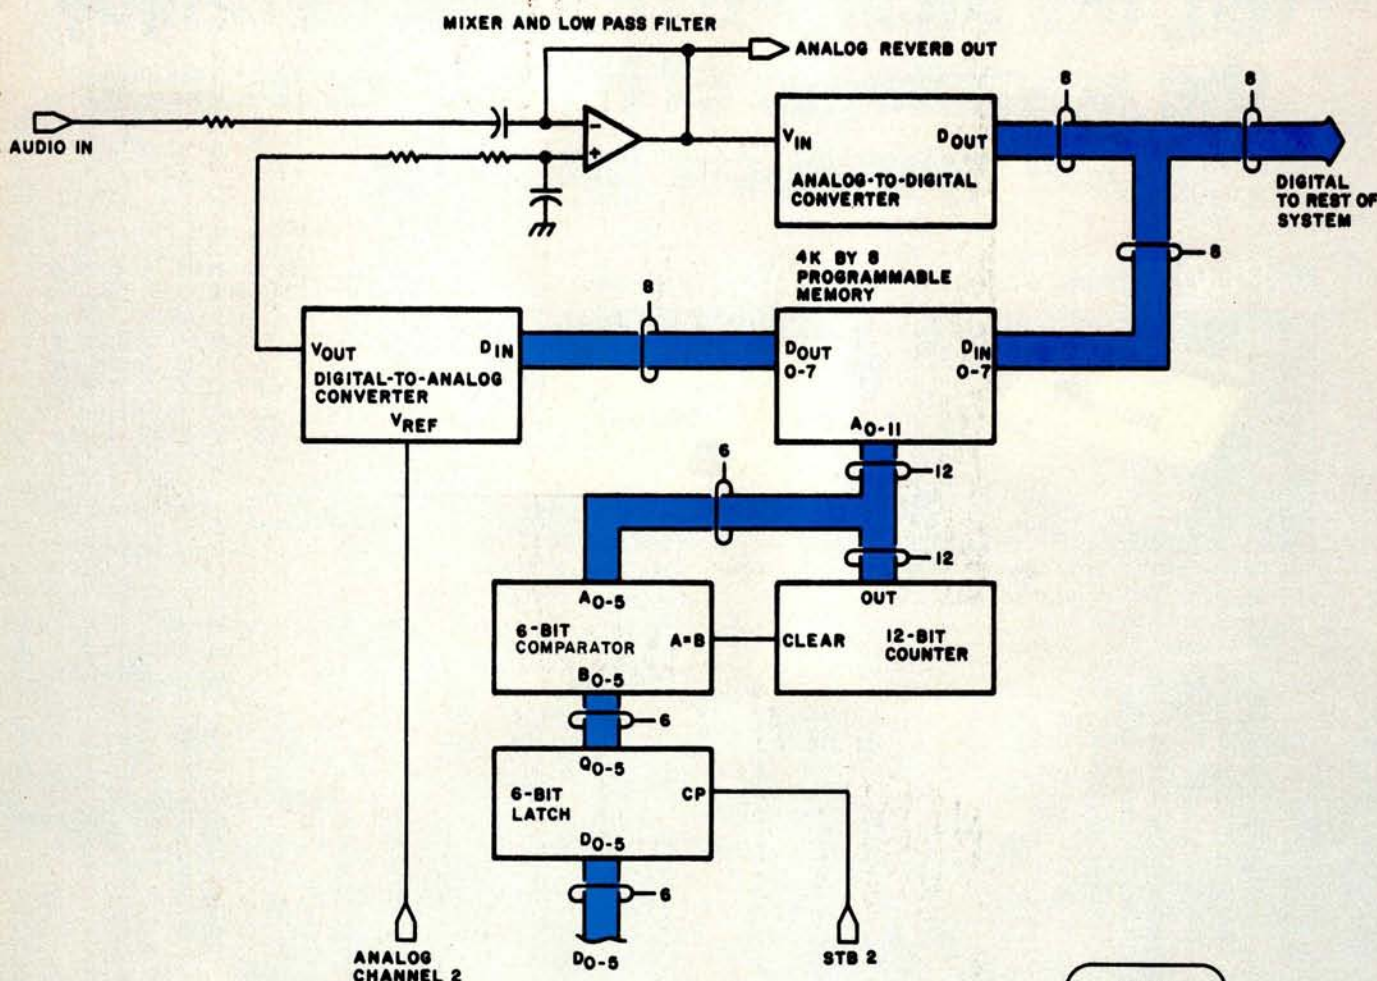 MIXER AND LOW PASS FILTER
ANALOG REVERB OUT
AUDIO IN
-
+
VIN
DOUT
ANALOG-TO-DIGITAL
CONVERTER
8
8
DIGITAL
TO REST OF
SYSTEM
8
4K BY 8
PROGRAMMABLE
MEMORY
8
VOUT
DIN
DIGITAL-TO-ANALOG
CONVERTER
VREF
DOUT
0-7
DIN
0-7
A0-11
6
12
12
A0-5
6-BIT
COMPARATOR
A=B
B0-5
OUT
CLEAR
12-BIT
COUNTER
6
Q0-5
6-BIT
LATCH
CP
D0-5
6
ANALOG
CHANNEL 2
D0-5
STB 2